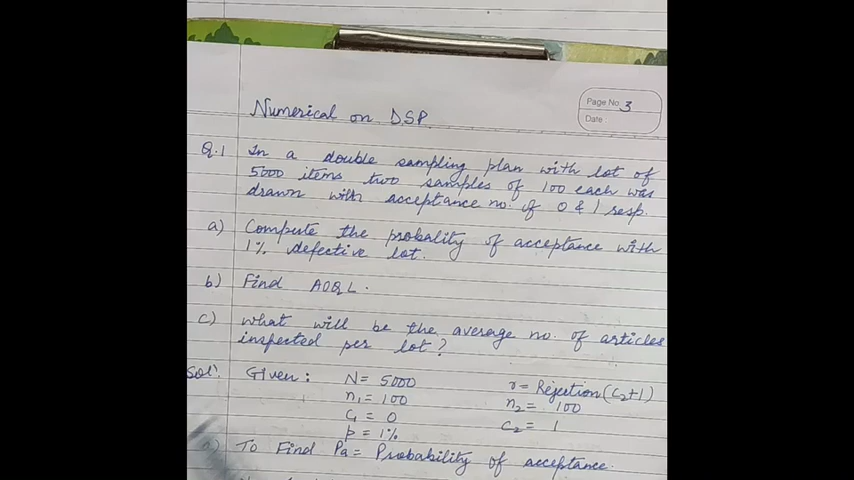 Page No. 3
Date
Numerical on DSP
Q.1 In a double sampling plan with lot of
5000 items two samples of 100 each was
drawn with acceptance no. of 0 & 1 resp.
a) Compute the probality of acceptance with
1% defective lot.
b) Find AOQL.
c) What will be the average no. of articles
inspected per lot?
Sol: Given: N = 5000 r = Rejection (C2+1)
n1 = 100 n2 = 100
C1 = 0 C2 = 1
p = 1%
a) To Find Pa = Probability of acceptance.